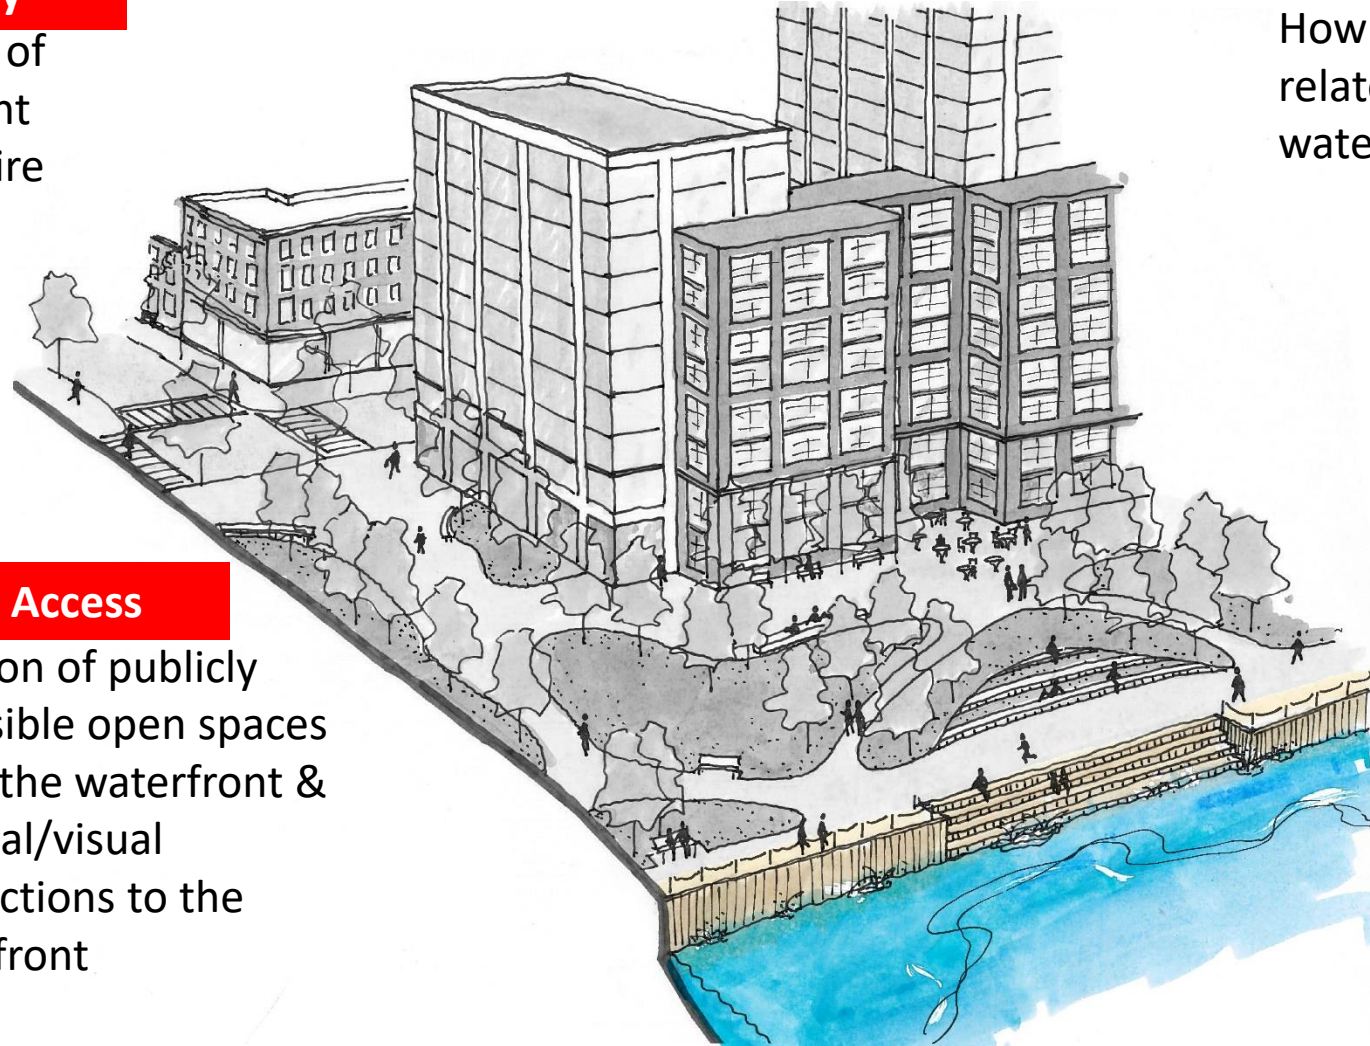 y
of
nt
ire
How
relat
wate
Access
on of publicly
sible open spaces
the waterfront &
al/visual
ctions to the
front